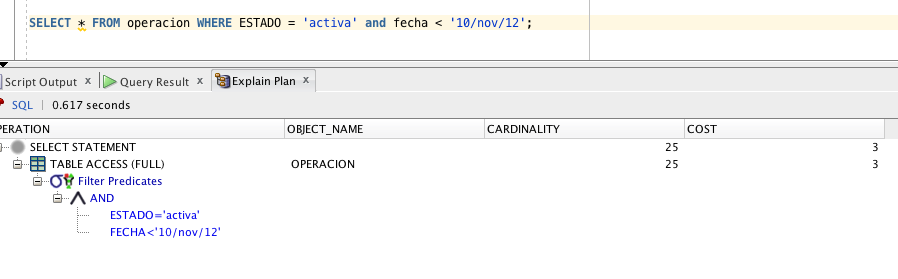 SELECT * FROM operacion WHERE ESTADO = 'activa' and fecha < '10/nov/12';
Script Output x Query Result x Explain Plan x
SQL | 0.617 seconds
PERATION OBJECT_NAME CARDINALITY COST
SELECT STATEMENT 25 3
TABLE ACCESS (FULL) OPERACION 25 3
Filter Predicates
AND
ESTADO='activa'
FECHA<'10/nov/12'